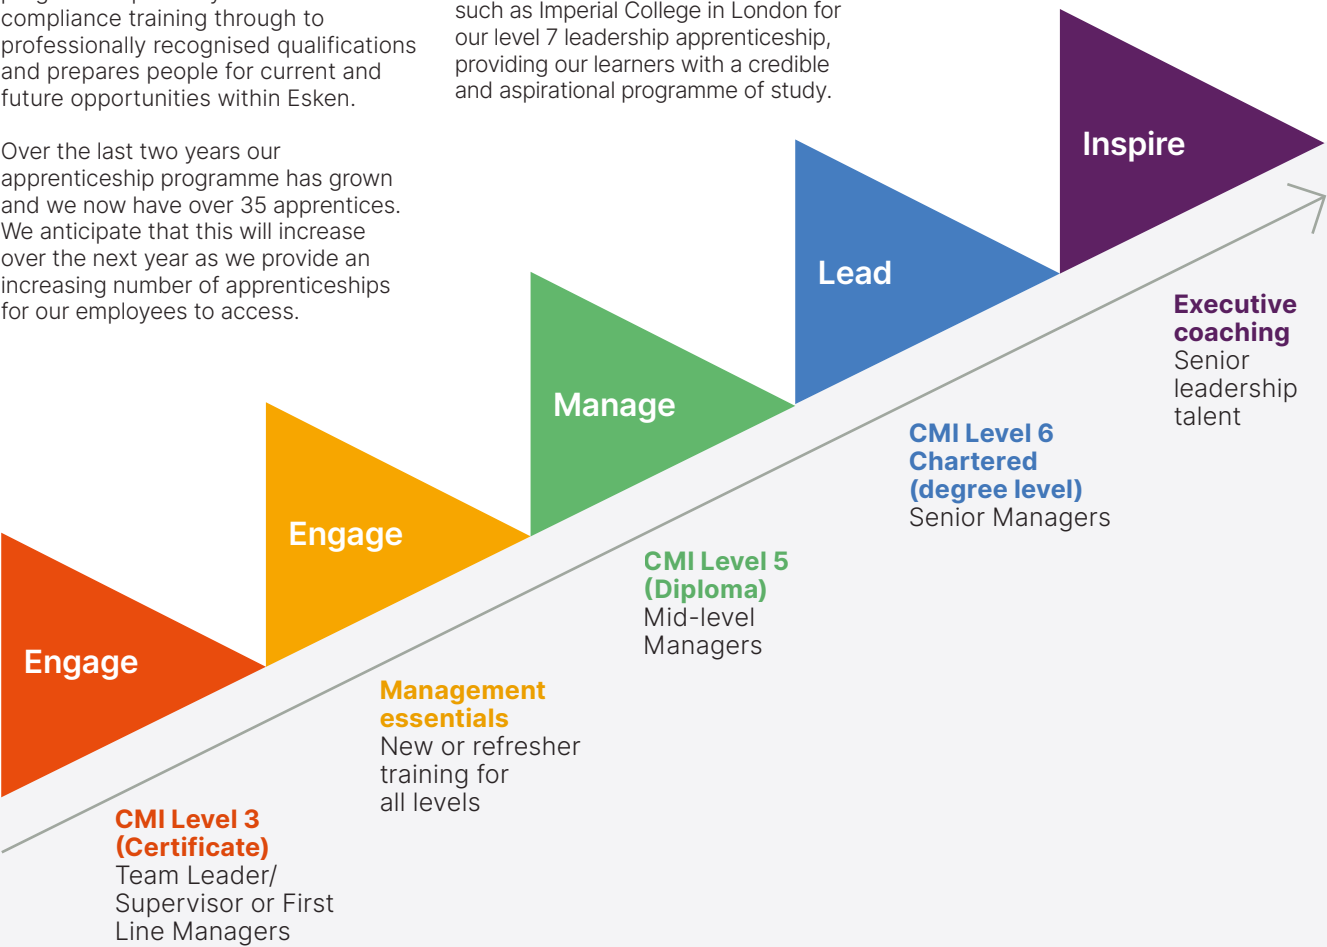 compliance training through to
professionally recognised qualifications
and prepares people for current and
future opportunities within Esken.
Over the last two years our
apprenticeship programme has grown
and we now have over 35 apprentices.
We anticipate that this will increase
over the next year as we provide an
increasing number of apprenticeships
for our employees to access.
such as Imperial College in London for
our level 7 leadership apprenticeship,
providing our learners with a credible
and aspirational programme of study.
Engage
CMI Level 3
(Certificate)
Team Leader/
Supervisor or First
Line Managers
Engage
Management
essentials
New or refresher
training for
all levels
Manage
CMI Level 5
(Diploma)
Mid-level
Managers
Lead
CMI Level 6
Chartered
(degree level)
Senior Managers
Inspire
Executive
coaching
Senior
leadership
talent